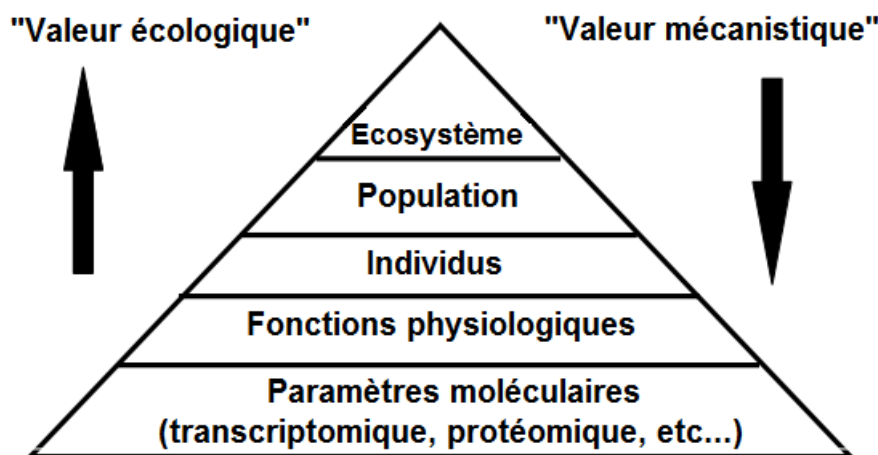 "Valeur écologique"
"Valeur mécanistique"
Ecosystème
Population
Individus
Fonctions physiologiques
Paramètres moléculaires
(transcriptomique, protéomique, etc...)